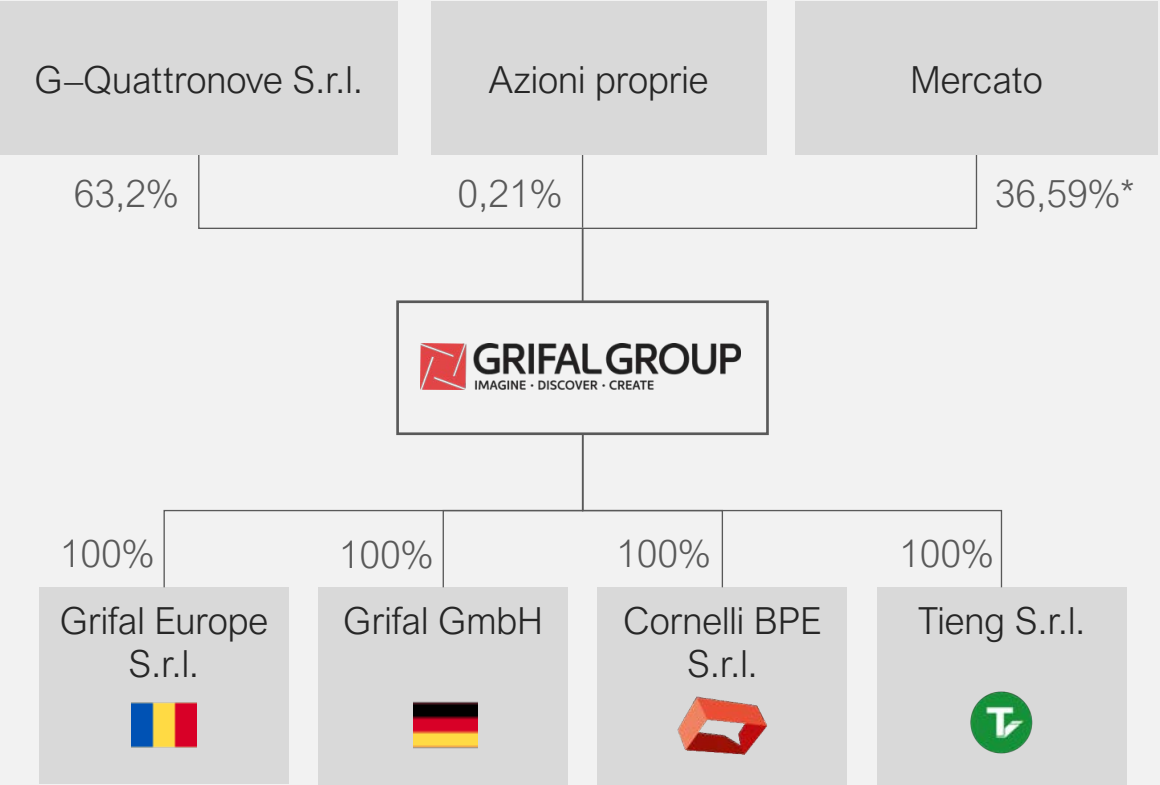 G–Quattronove S.r.l.
Azioni proprie
Mercato
63,2%
0,21%
36,59%*
GRIFAL GROUP
IMAGINE · DISCOVER · CREATE
100%
100%
100%
100%
Grifal Europe
S.r.l.
Grifal GmbH
Cornelli BPE
S.r.l.
Tieng S.r.l.
T